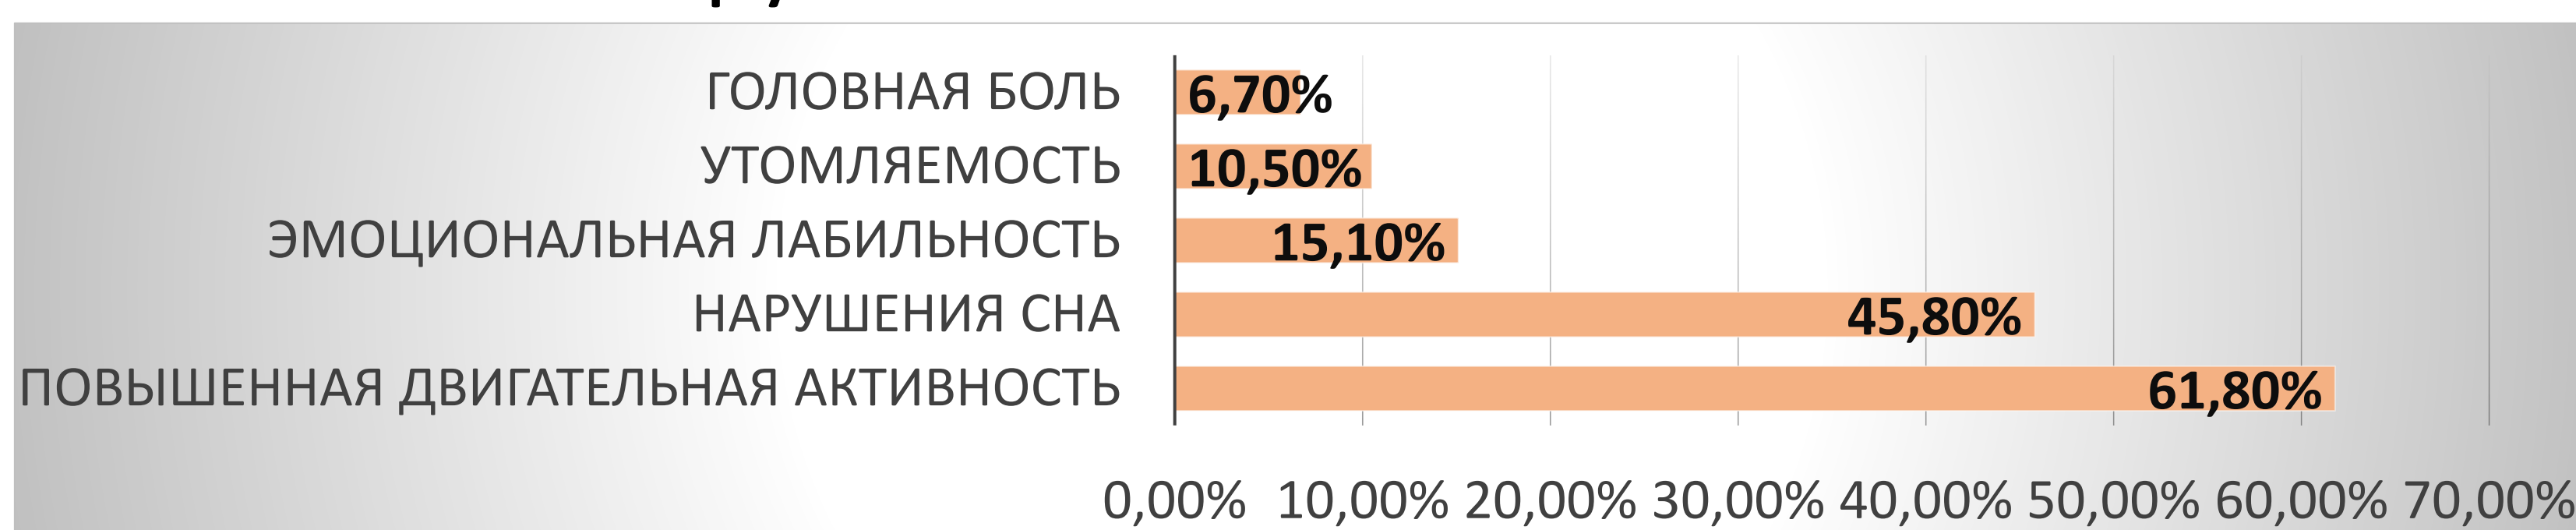 ГОЛОВНАЯ БОЛЬ 6,70%
УТОМЛЯЕМОСТЬ 10,50%
ЭМОЦИОНАЛЬНАЯ ЛАБИЛЬНОСТЬ 15,10%
НАРУШЕНИЯ СНА 45,80%
ПОВЫШЕННАЯ ДВИГАТЕЛЬНАЯ АКТИВНОСТЬ 61,80%
0,00% 10,00% 20,00% 30,00% 40,00% 50,00% 60,00% 70,00%